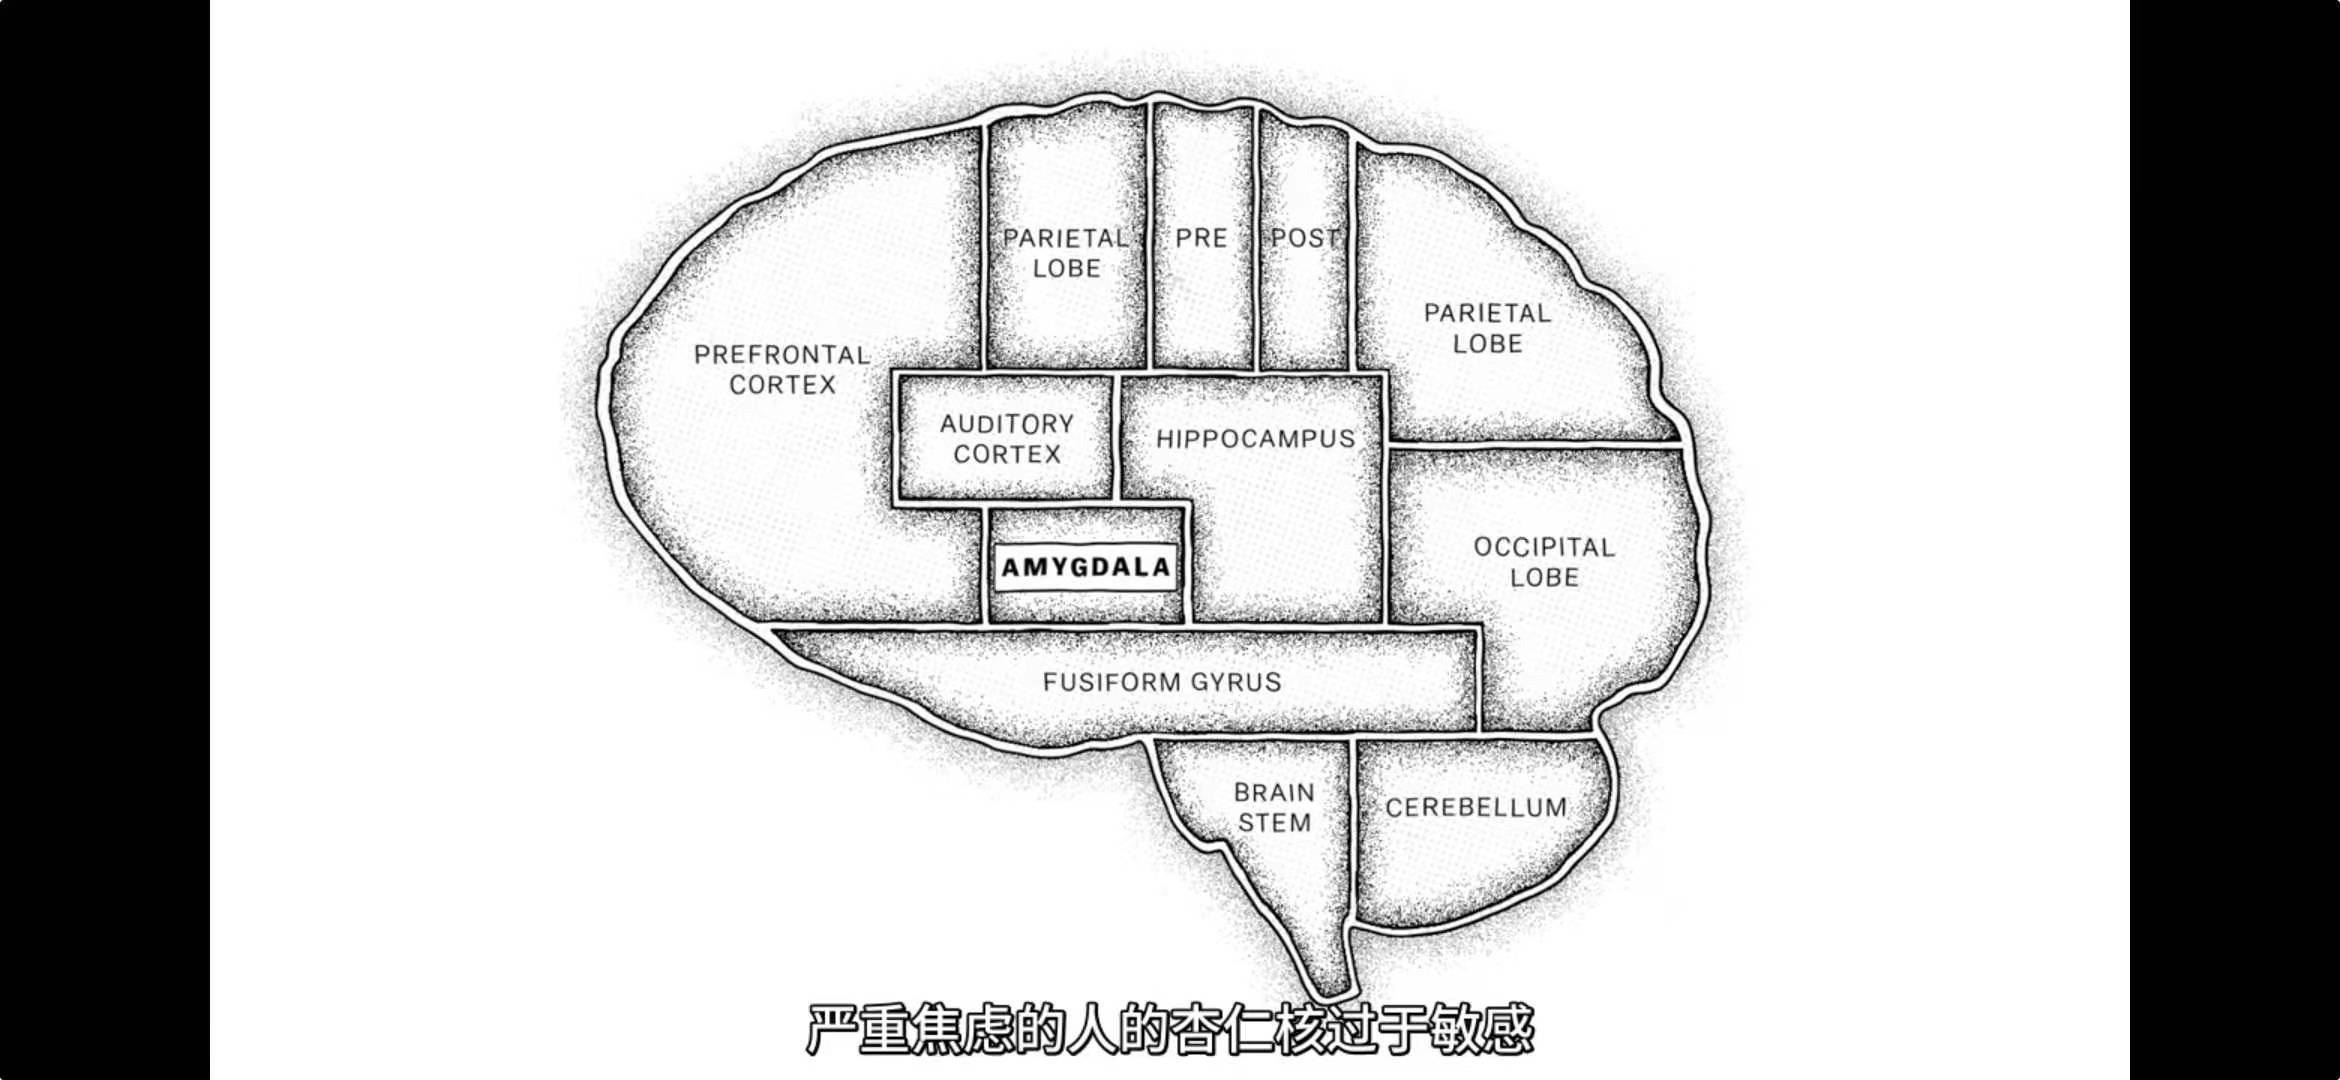 PARIETAL
LOBE
PRE
POST
PARIETAL
LOBE
PREFRONTAL
CORTEX
AUDITORY
CORTEX
HIPPOCAMPUS
AMYGDALA
OCCIPITAL
LOBE
FUSIFORM GYRUS
BRAIN
STEM
CEREBELLUM
严重焦虑的人的杏仁核过于敏感